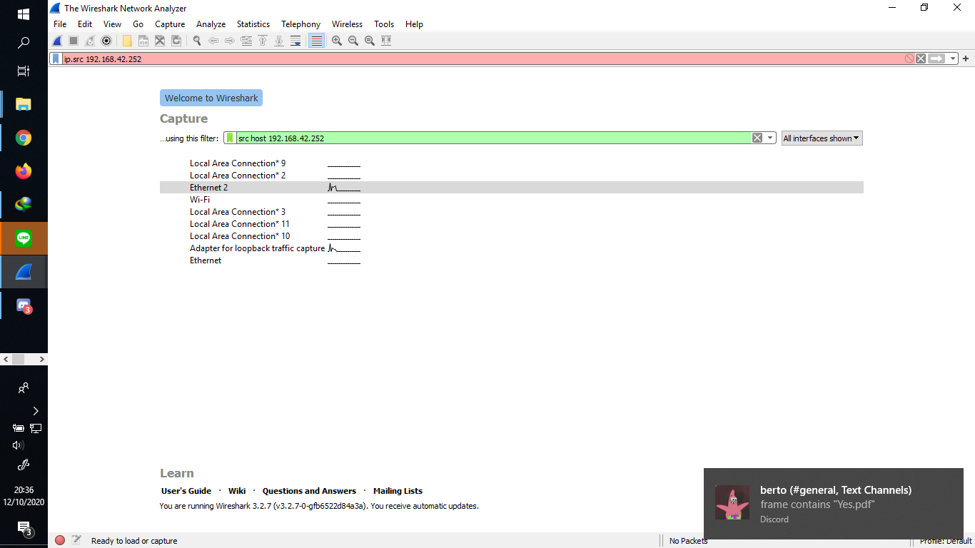 The Wireshark Network Analyzer
File Edit View Go Capture Analyze Statistics Telephony Wireless Tools Help
ip.src 192.168.42.252
Welcome to Wireshark
Capture
...using this filter: src host 192.168.42.252 All interfaces shown
Local Area Connection* 9
Local Area Connection* 2
Ethernet 2
Wi-Fi
Local Area Connection* 3
Local Area Connection* 11
Local Area Connection* 10
Adapter for loopback traffic capture
Ethernet
LINE
3
20:36
12/10/2020
3
Learn
User's Guide · Wiki · Questions and Answers · Mailing Lists
You are running Wireshark 3.2.7 (v3.2.7-0-gfb6522d84a3a). You receive automatic updates.
berto (#general, Text Channels)
frame contains "Yes.pdf"
Discord
Ready to load or capture No Packets Profile: Default